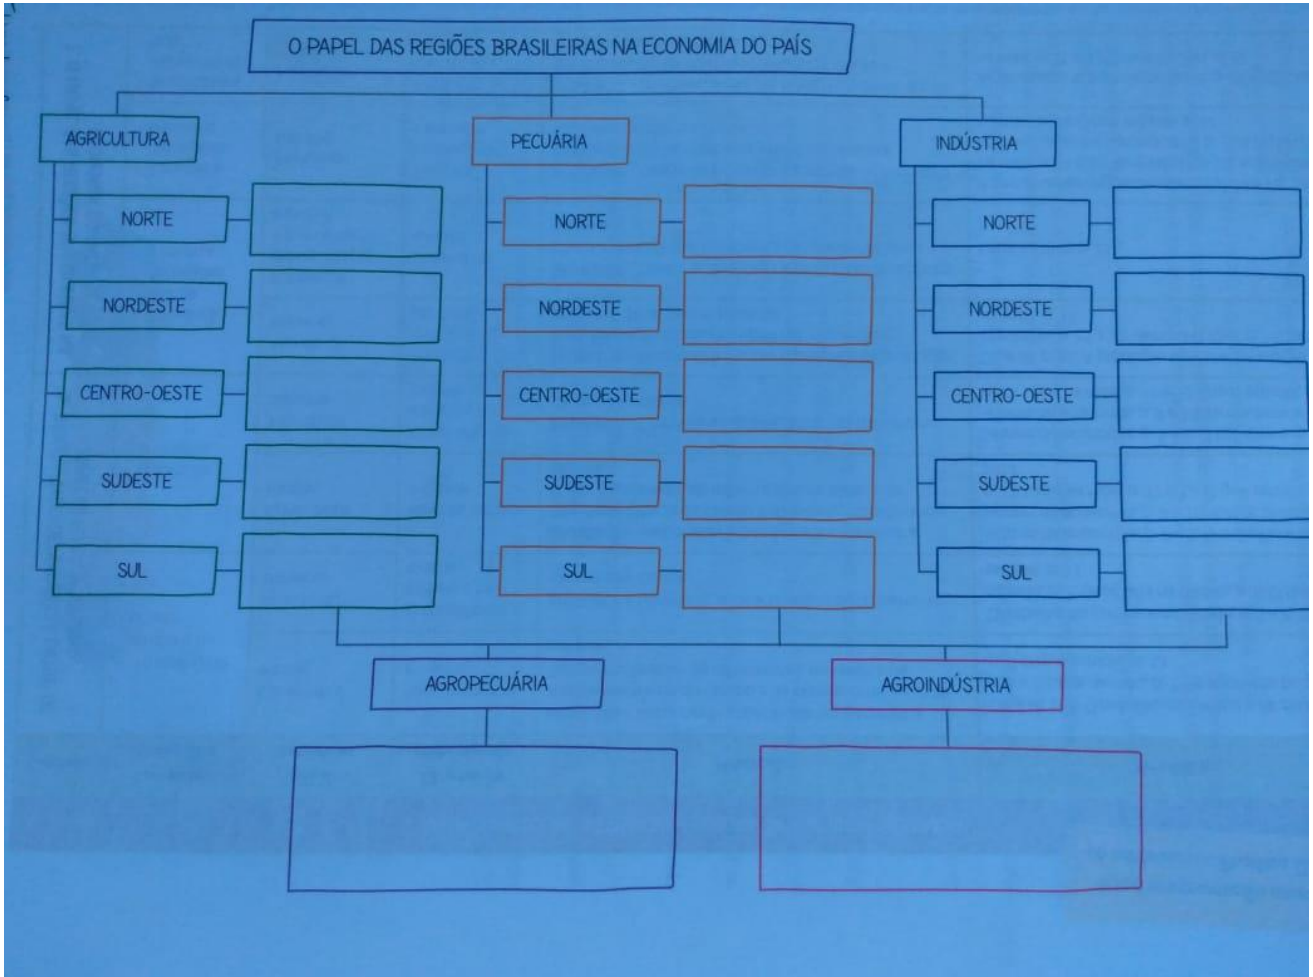 O PAPEL DAS REGIÕES BRASILEIRAS NA ECONOMIA DO PAÍS
AGRICULTURA
NORTE
NORDESTE
CENTRO-OESTE
SUDESTE
SUL
PECUÁRIA
NORTE
NORDESTE
CENTRO-OESTE
SUDESTE
SUL
INDÚSTRIA
NORTE
NORDESTE
CENTRO-OESTE
SUDESTE
SUL
AGROPECUÁRIA
AGROINDÚSTRIA